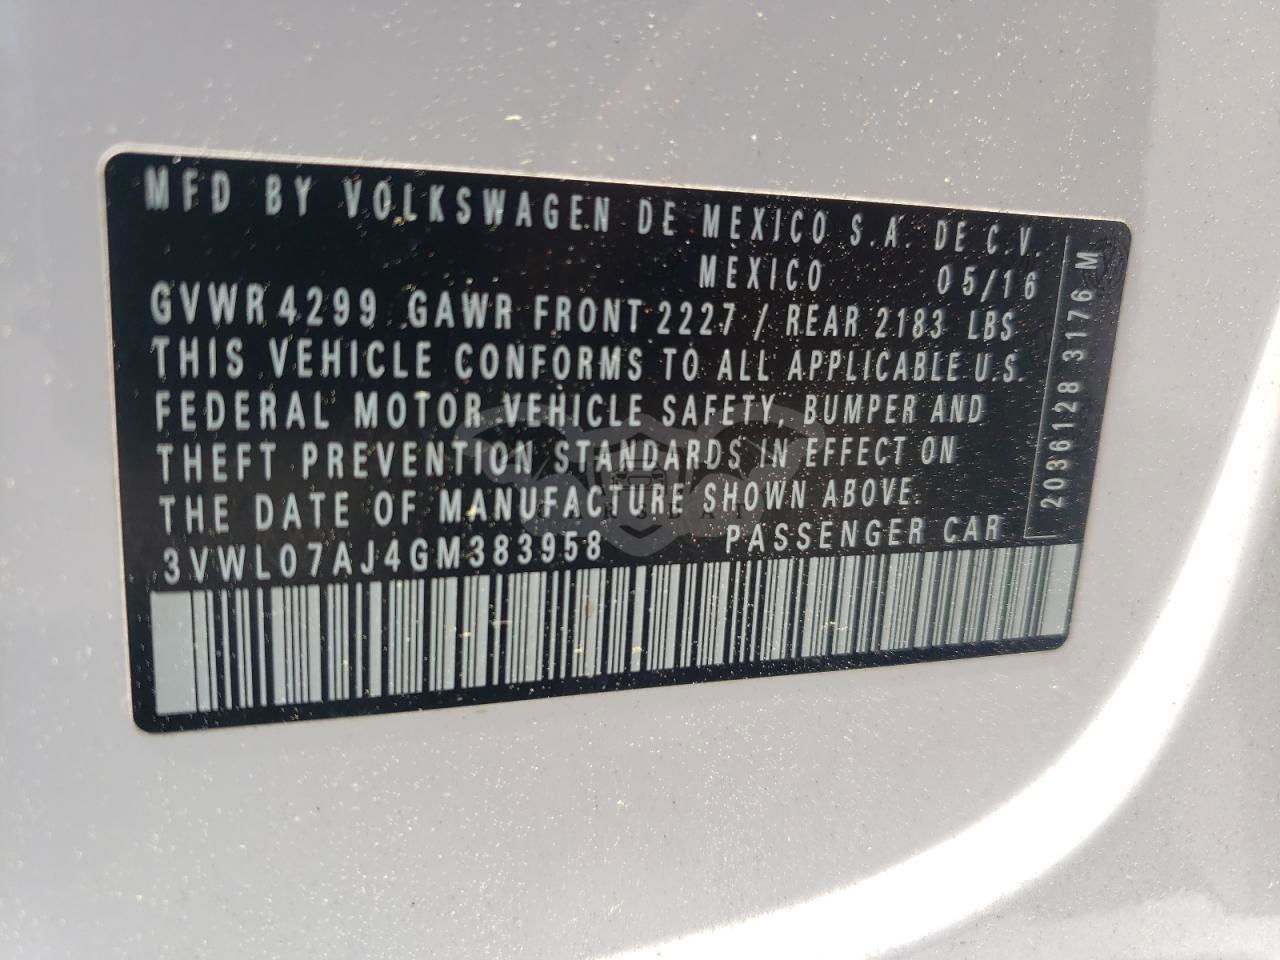 MFD BY VOLKSWAGEN DE MEXICO S.A. DE C.V.
MEXICO 05/16
GVWR 4299 GAWR FRONT 2227 / REAR 2183 LBS
THIS VEHICLE CONFORMS TO ALL APPLICABLE U.S.
FEDERAL MOTOR VEHICLE SAFETY, BUMPER AND
THEFT PREVENTION STANDARDS IN EFFECT ON
THE DATE OF MANUFACTURE SHOWN ABOVE.
3VWL07AJ4GM383958 PASSENGER CAR
2036128 3176 M